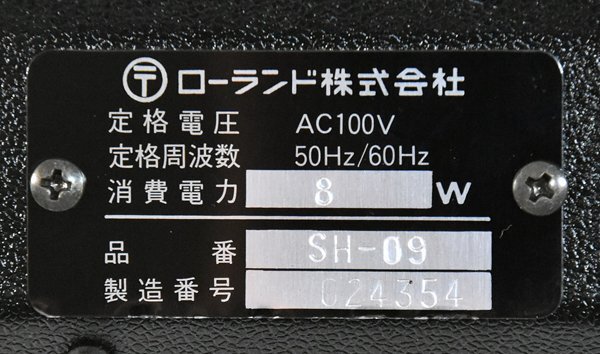 〶 ローランド株式会社
定格電圧 AC100V
定格周波数 50Hz/60Hz
消費電力 8 W
品番 SH-09
製造番号 024354